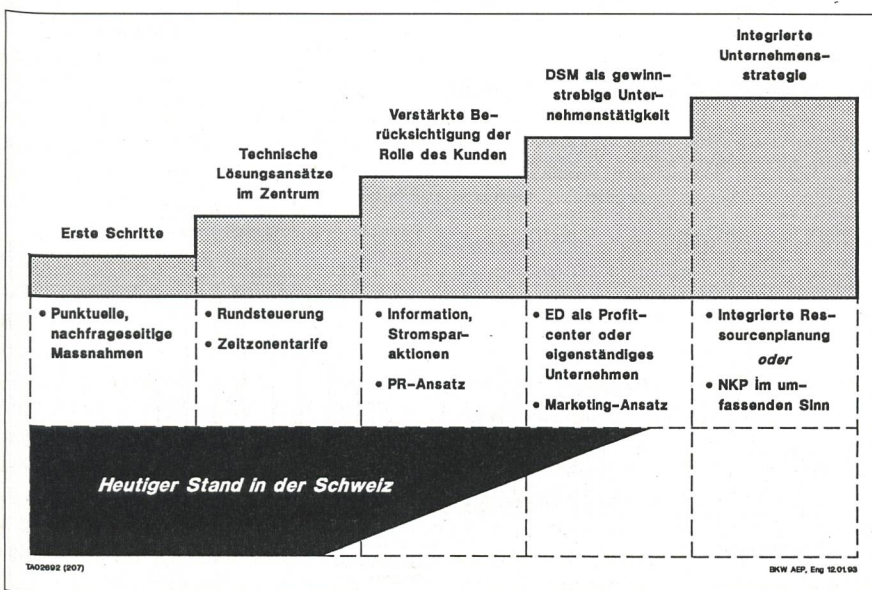 Erste Schritte
Technische
Lösungsansätze
im Zentrum
Verstärkte Be-
rücksichtigung der
Rolle des Kunden
DSM als gewinn-
strebige Unter-
nehmenstätigkeit
Integrierte
Unternehmens-
strategie
• Punktuelle,
nachfrageseitige
Massnahmen
• Rundsteuerung
• Zeitzonentarife
• Information,
Stromspar-
aktionen
• PR-Ansatz
• ED als Profit-
center oder
eigenständiges
Unternehmen
• Marketing-Ansatz
• Integrierte Res-
sourcenplanung
oder
• NKP im um-
fassenden Sinn
Heutiger Stand in der Schweiz
TA02692 (207)
BKW AEP, Eng 12.01.93